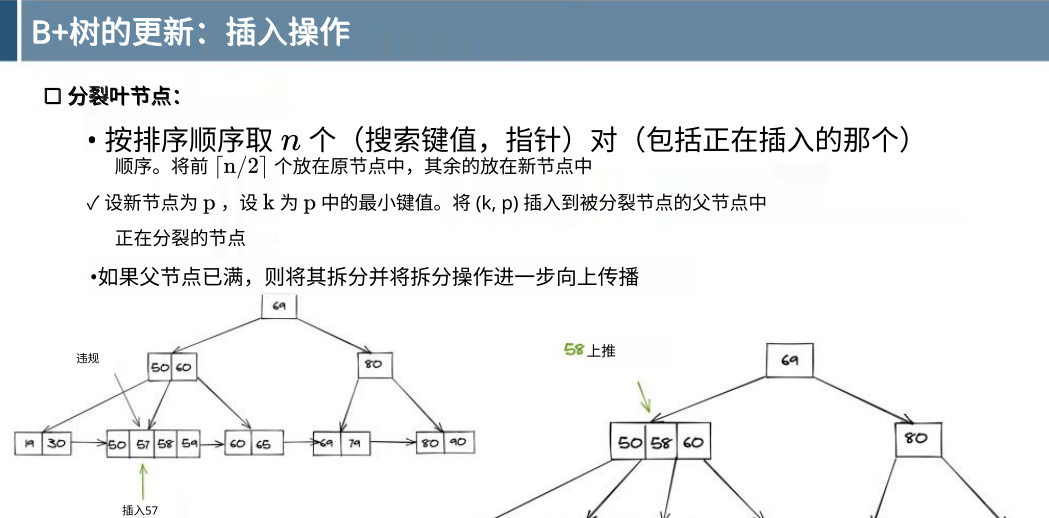 B+树的更新：插入操作
☐ 分裂叶节点：
• 按排序顺序取 n 个（搜索键值，指针）对（包括正在插入的那个）
顺序。将前 ⌈n/2⌉ 个放在原节点中，其余的放在新节点中
✓ 设新节点为 p ，设 k 为 p 中的最小键值。将 (k, p) 插入到被分裂节点的父节点中
正在分裂的节点
•如果父节点已满，则将其拆分并将拆分操作进一步向上传播
69
违规
50 60
80
19 30
50 57 58 59
60 65
69 79
80 90
插入57
58 上推
69
50 58 60
80